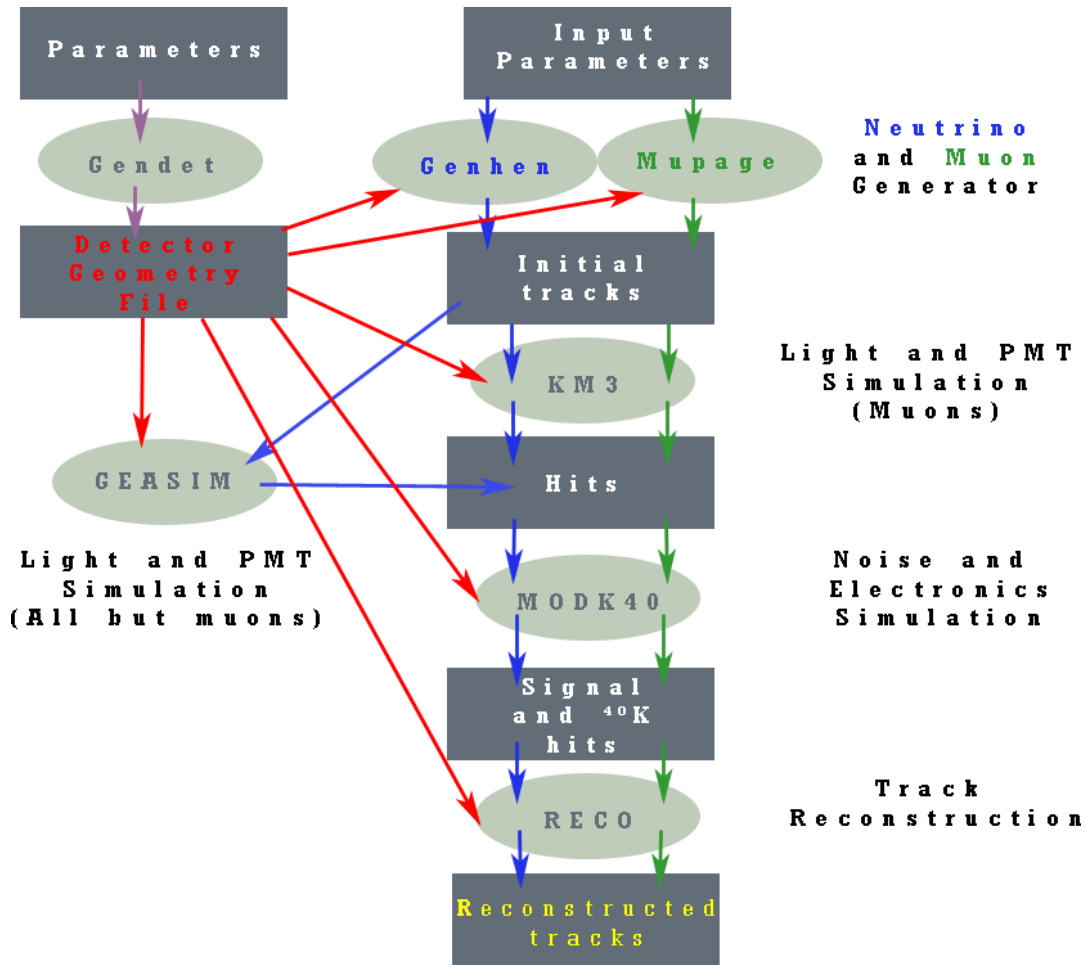 Parameters
Input
Parameters
Gendet
Genhen
Mupage
Neutrino
and Muon
Generator
Detector
Geometry
File
Initial
tracks
KM3
Light and PMT
Simulation
(Muons)
GEASIM
Hits
Light and PMT
Simulation
(All but muons)
MODK40
Noise and
Electronics
Simulation
Signal
and ⁴⁰K
hits
RECO
Track
Reconstruction
Reconstructed
tracks